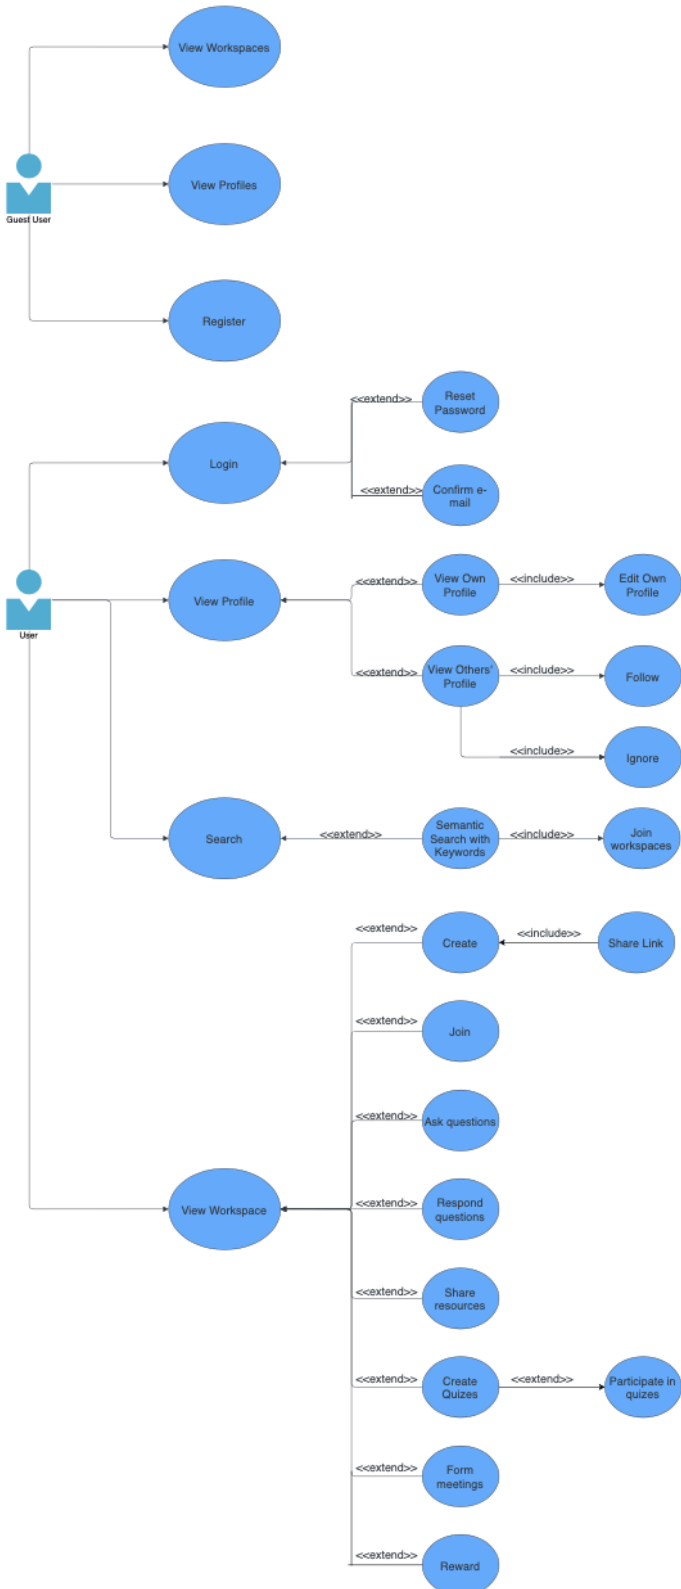 View Workspaces
View Profiles
Guest User
Register
<<extend>>
Reset
Password
Login
<<extend>>
Confirm e-
mail
<<extend>>
View Own
Profile
<<include>>
Edit Own
Profile
View Profile
User
<<extend>>
View Others'
Profile
<<include>>
Follow
<<include>>
Ignore
Search
<<extend>>
Semantic
Search with
Keywords
<<include>>
Join
workspaces
<<extend>>
Create
<<include>>
Share Link
<<extend>>
Join
<<extend>>
Ask questions
View Workspace
<<extend>>
Respond
questions
<<extend>>
Share
resources
<<extend>>
Create
Quizes
<<extend>>
Participate in
quizes
<<extend>>
Form
meetings
<<extend>>
Reward